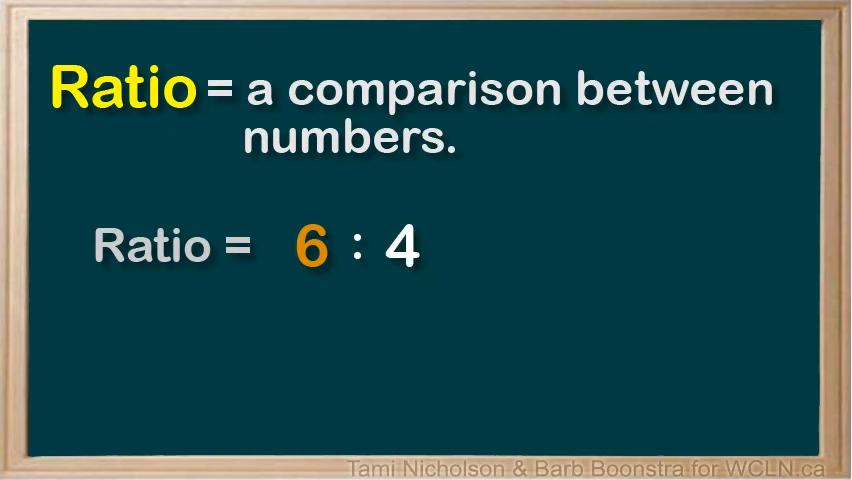 Ratio = a comparison between
numbers.
Ratio = 6 : 4
Tami Nicholson & Barb Boonstra for WCLN.ca